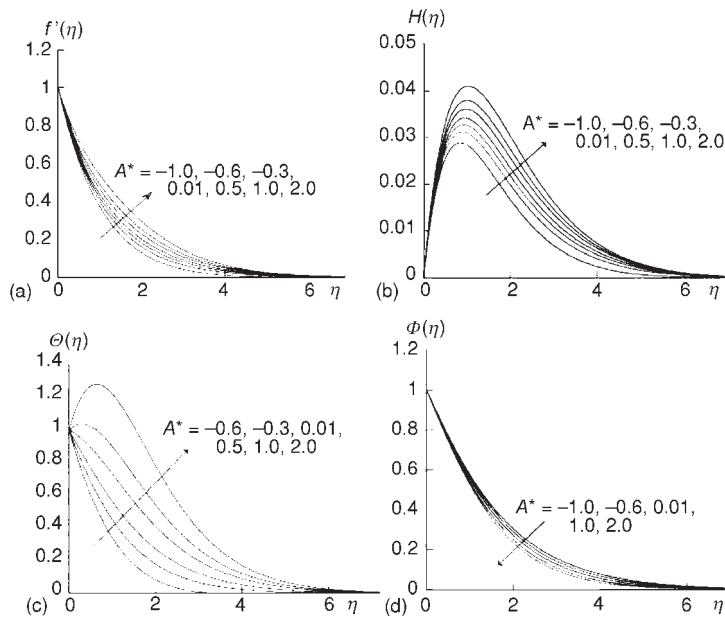 f'(η)
1.2
1
0.8
0.6
0.4
0.2
0
A* = –1.0, –0.6, –0.3,
0.01, 0.5, 1.0, 2.0
0 2 4 6 η
(a)
H(η)
0.05
0.04
0.03
0.02
0.01
0
A* = –1.0, –0.6, –0.3,
0.01, 0.5, 1.0, 2.0
0 2 4 6 η
(b)
Θ(η)
1.4
1.2
1
0.8
0.6
0.4
0.2
0
A* = –0.6, –0.3, 0.01,
0.5, 1.0, 2.0
0 2 4 6 η
(c)
Φ(η)
1.2
1
0.8
0.6
0.4
0.2
0
A* = –1.0, –0.6, 0.01,
1.0, 2.0
0 2 4 6 η
(d)